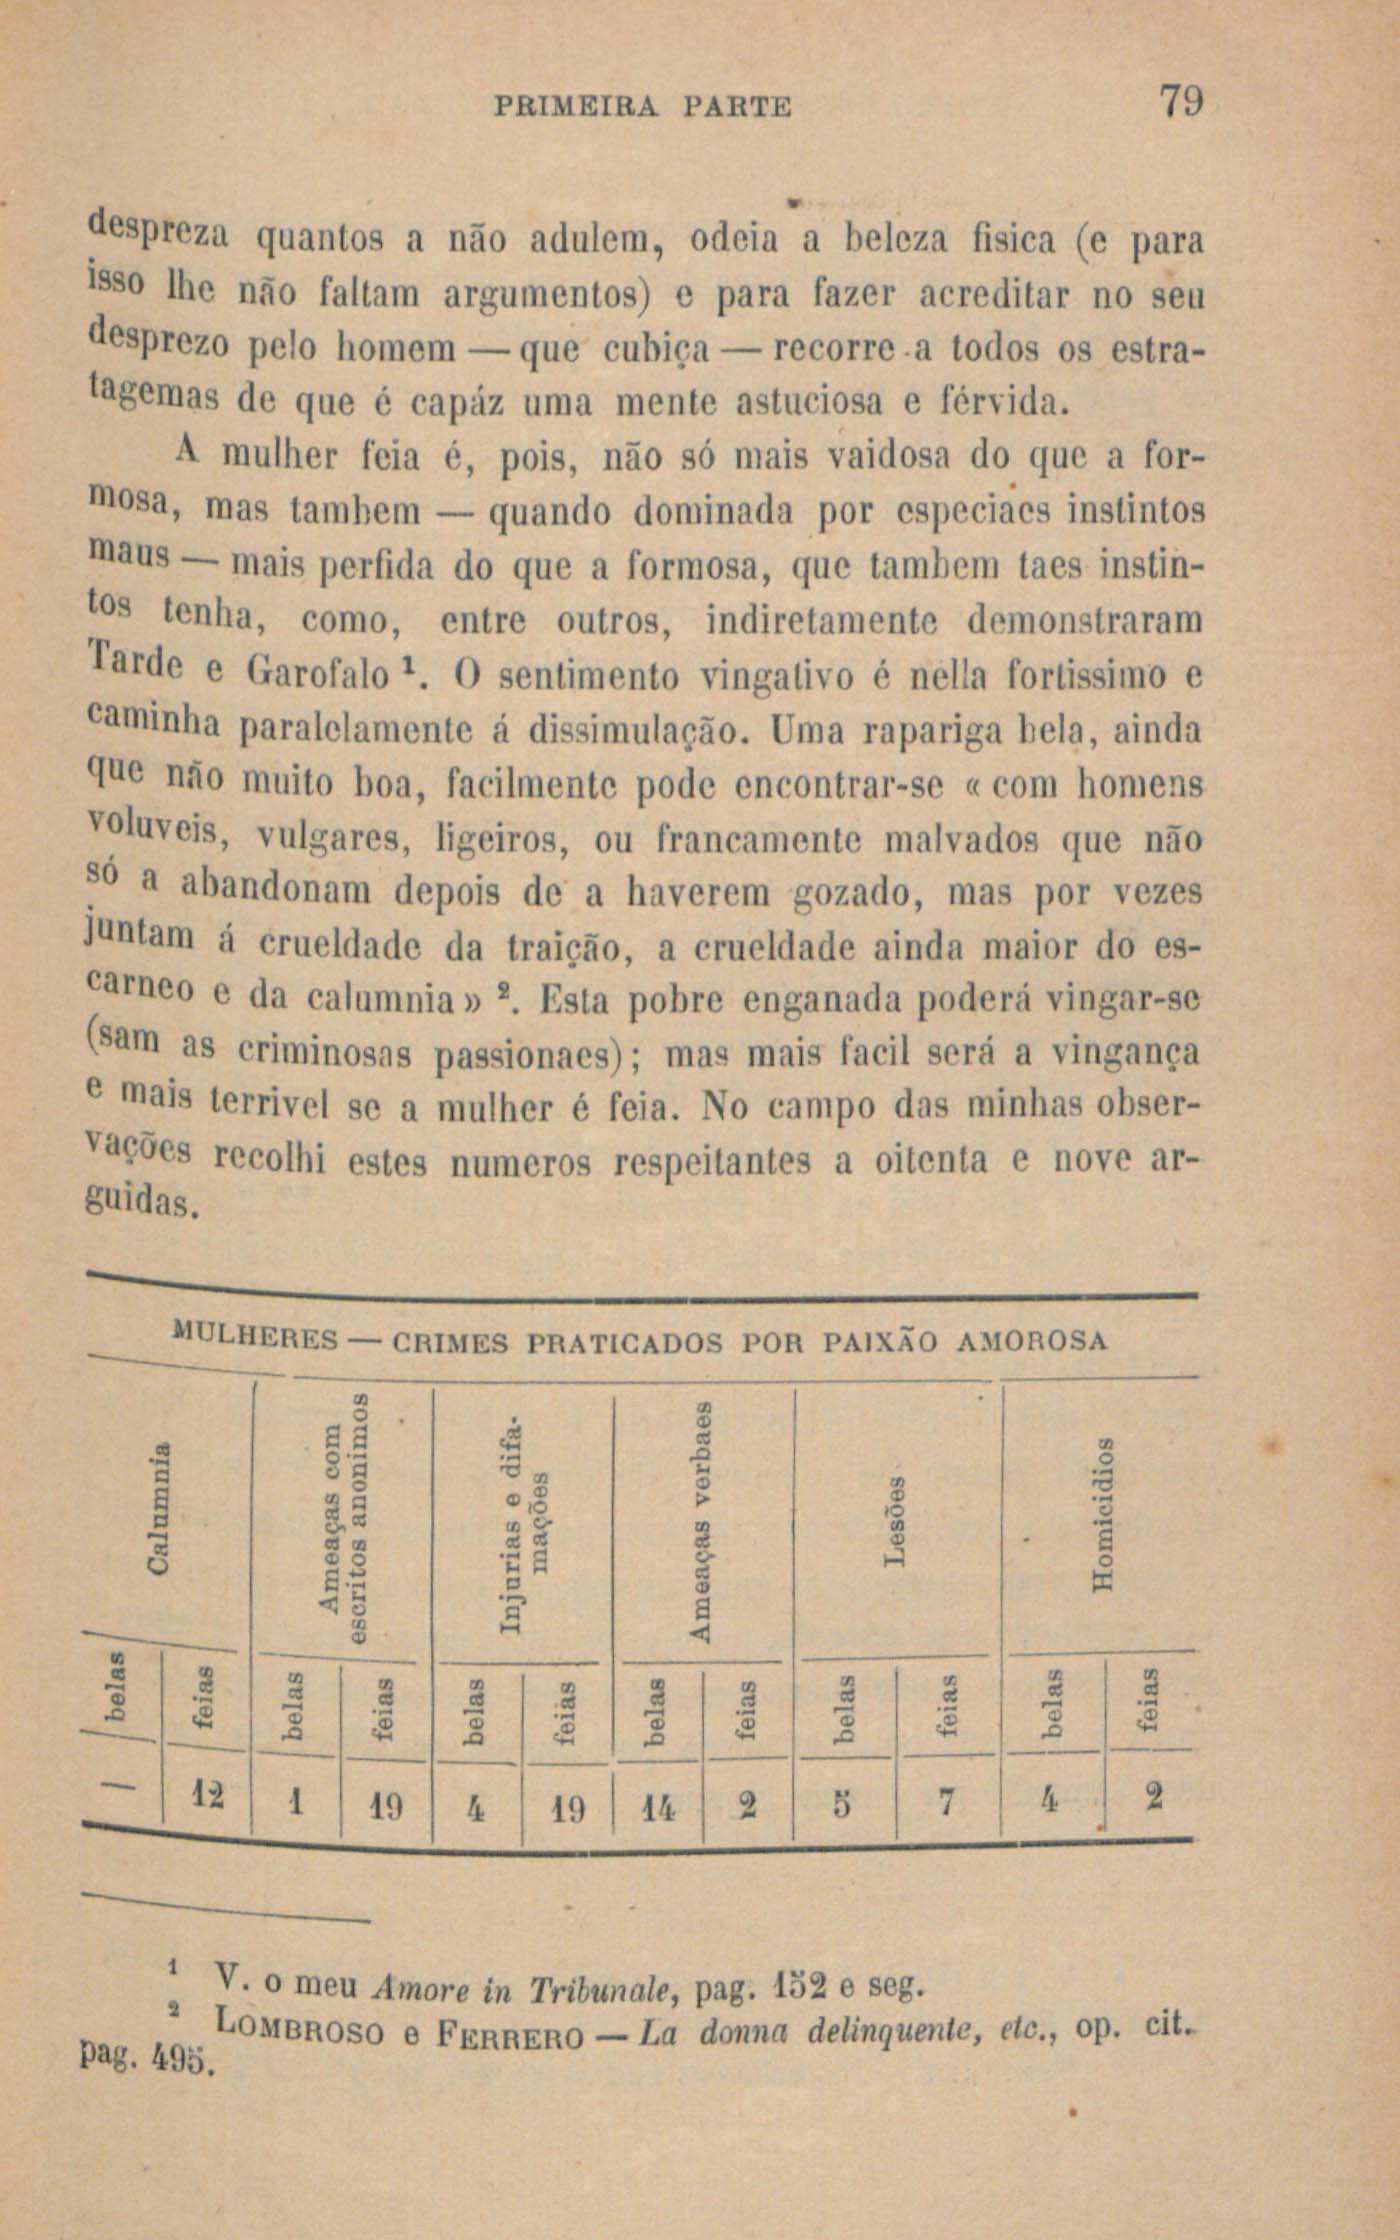 PRIMEIRA PARTE 79
despreza quantos a não adulem, odeia a beleza fisica (e para
isso lhe não faltam argumentos) e para fazer acreditar no seu
desprezo pelo homem — que cubiça — recorre a todos os estra-
tagemas de que é capáz uma mente astuciosa e férvida.
A mulher feia é, pois, não só mais vaidosa do que a for-
mosa, mas tambem — quando dominada por especiaes instintos
maus — mais perfida do que a formosa, que tambem taes instin-
tos tenha, como, entre outros, indiretamente demonstraram
Tarde e Garofalo ¹. O sentimento vingativo é nella fortissimo e
caminha paralelamente á dissimulação. Uma rapariga bela, ainda
que não muito boa, facilmente pode encontrar-se « com homens
voluveis, vulgares, ligeiros, ou francamente malvados que não
só a abandonam depois de a haverem gozado, mas por vezes
juntam á crueldade da traição, a crueldade ainda maior do es-
carneo e da calumnia » ². Esta pobre enganada poderá vingar-se
(sam as criminosas passionaes) ; mas mais facil será a vingança
e mais terrivel se a mulher é feia. No campo das minhas obser-
vações recolhi estes numeros respeitantes a oitenta e nove ar-
guidas.
MULHERES — CRIMES PRATICADOS POR PAIXÃO AMOROSA
Calumnia
Ameaças com
escritos anonimos
Injurias e difa-
mações
Ameaças verbaes
Lesões
Homicidios
belas feias belas feias belas feias belas feias belas feias belas feias
— 12 1 19 4 19 14 2 5 7 4 2
¹ V. o meu Amore in Tribunale, pag. 152 e seg.
² LOMBROSO e FERRERO — La donna delinquente, etc., op. cit.
pag. 495.